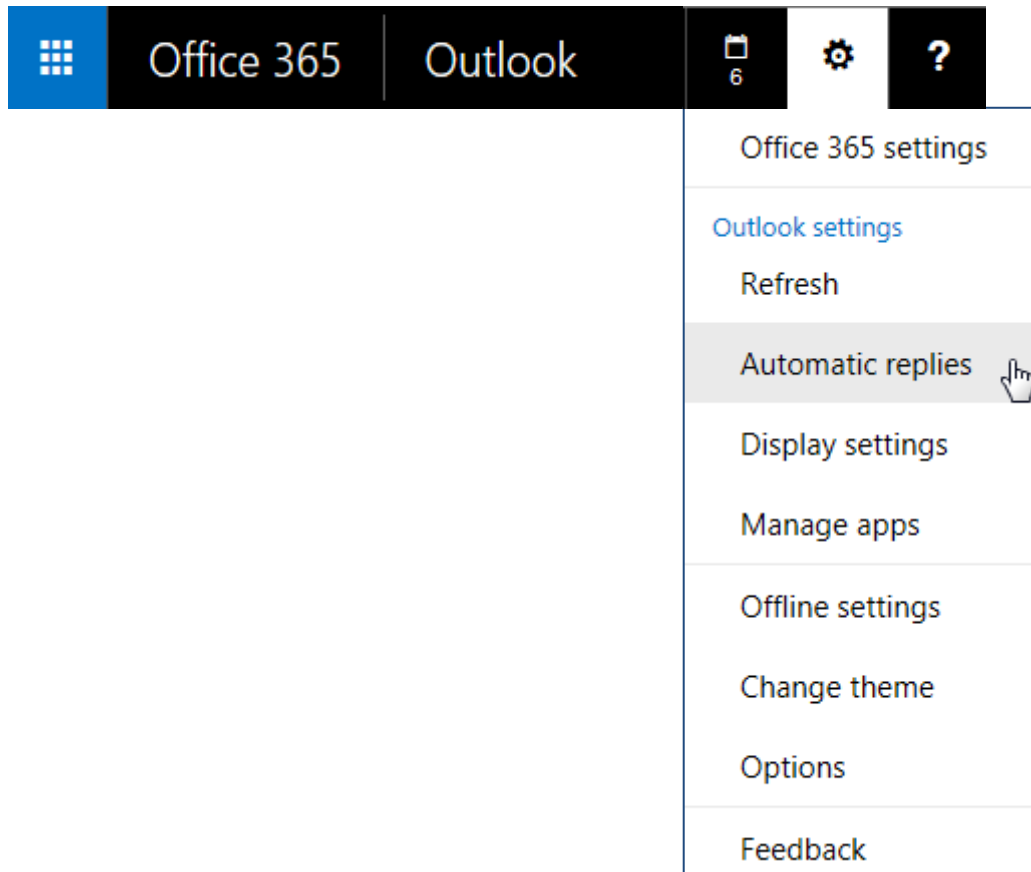 Office 365 Outlook 6 ?
Office 365 settings
Outlook settings
Refresh
Automatic replies
Display settings
Manage apps
Offline settings
Change theme
Options
Feedback